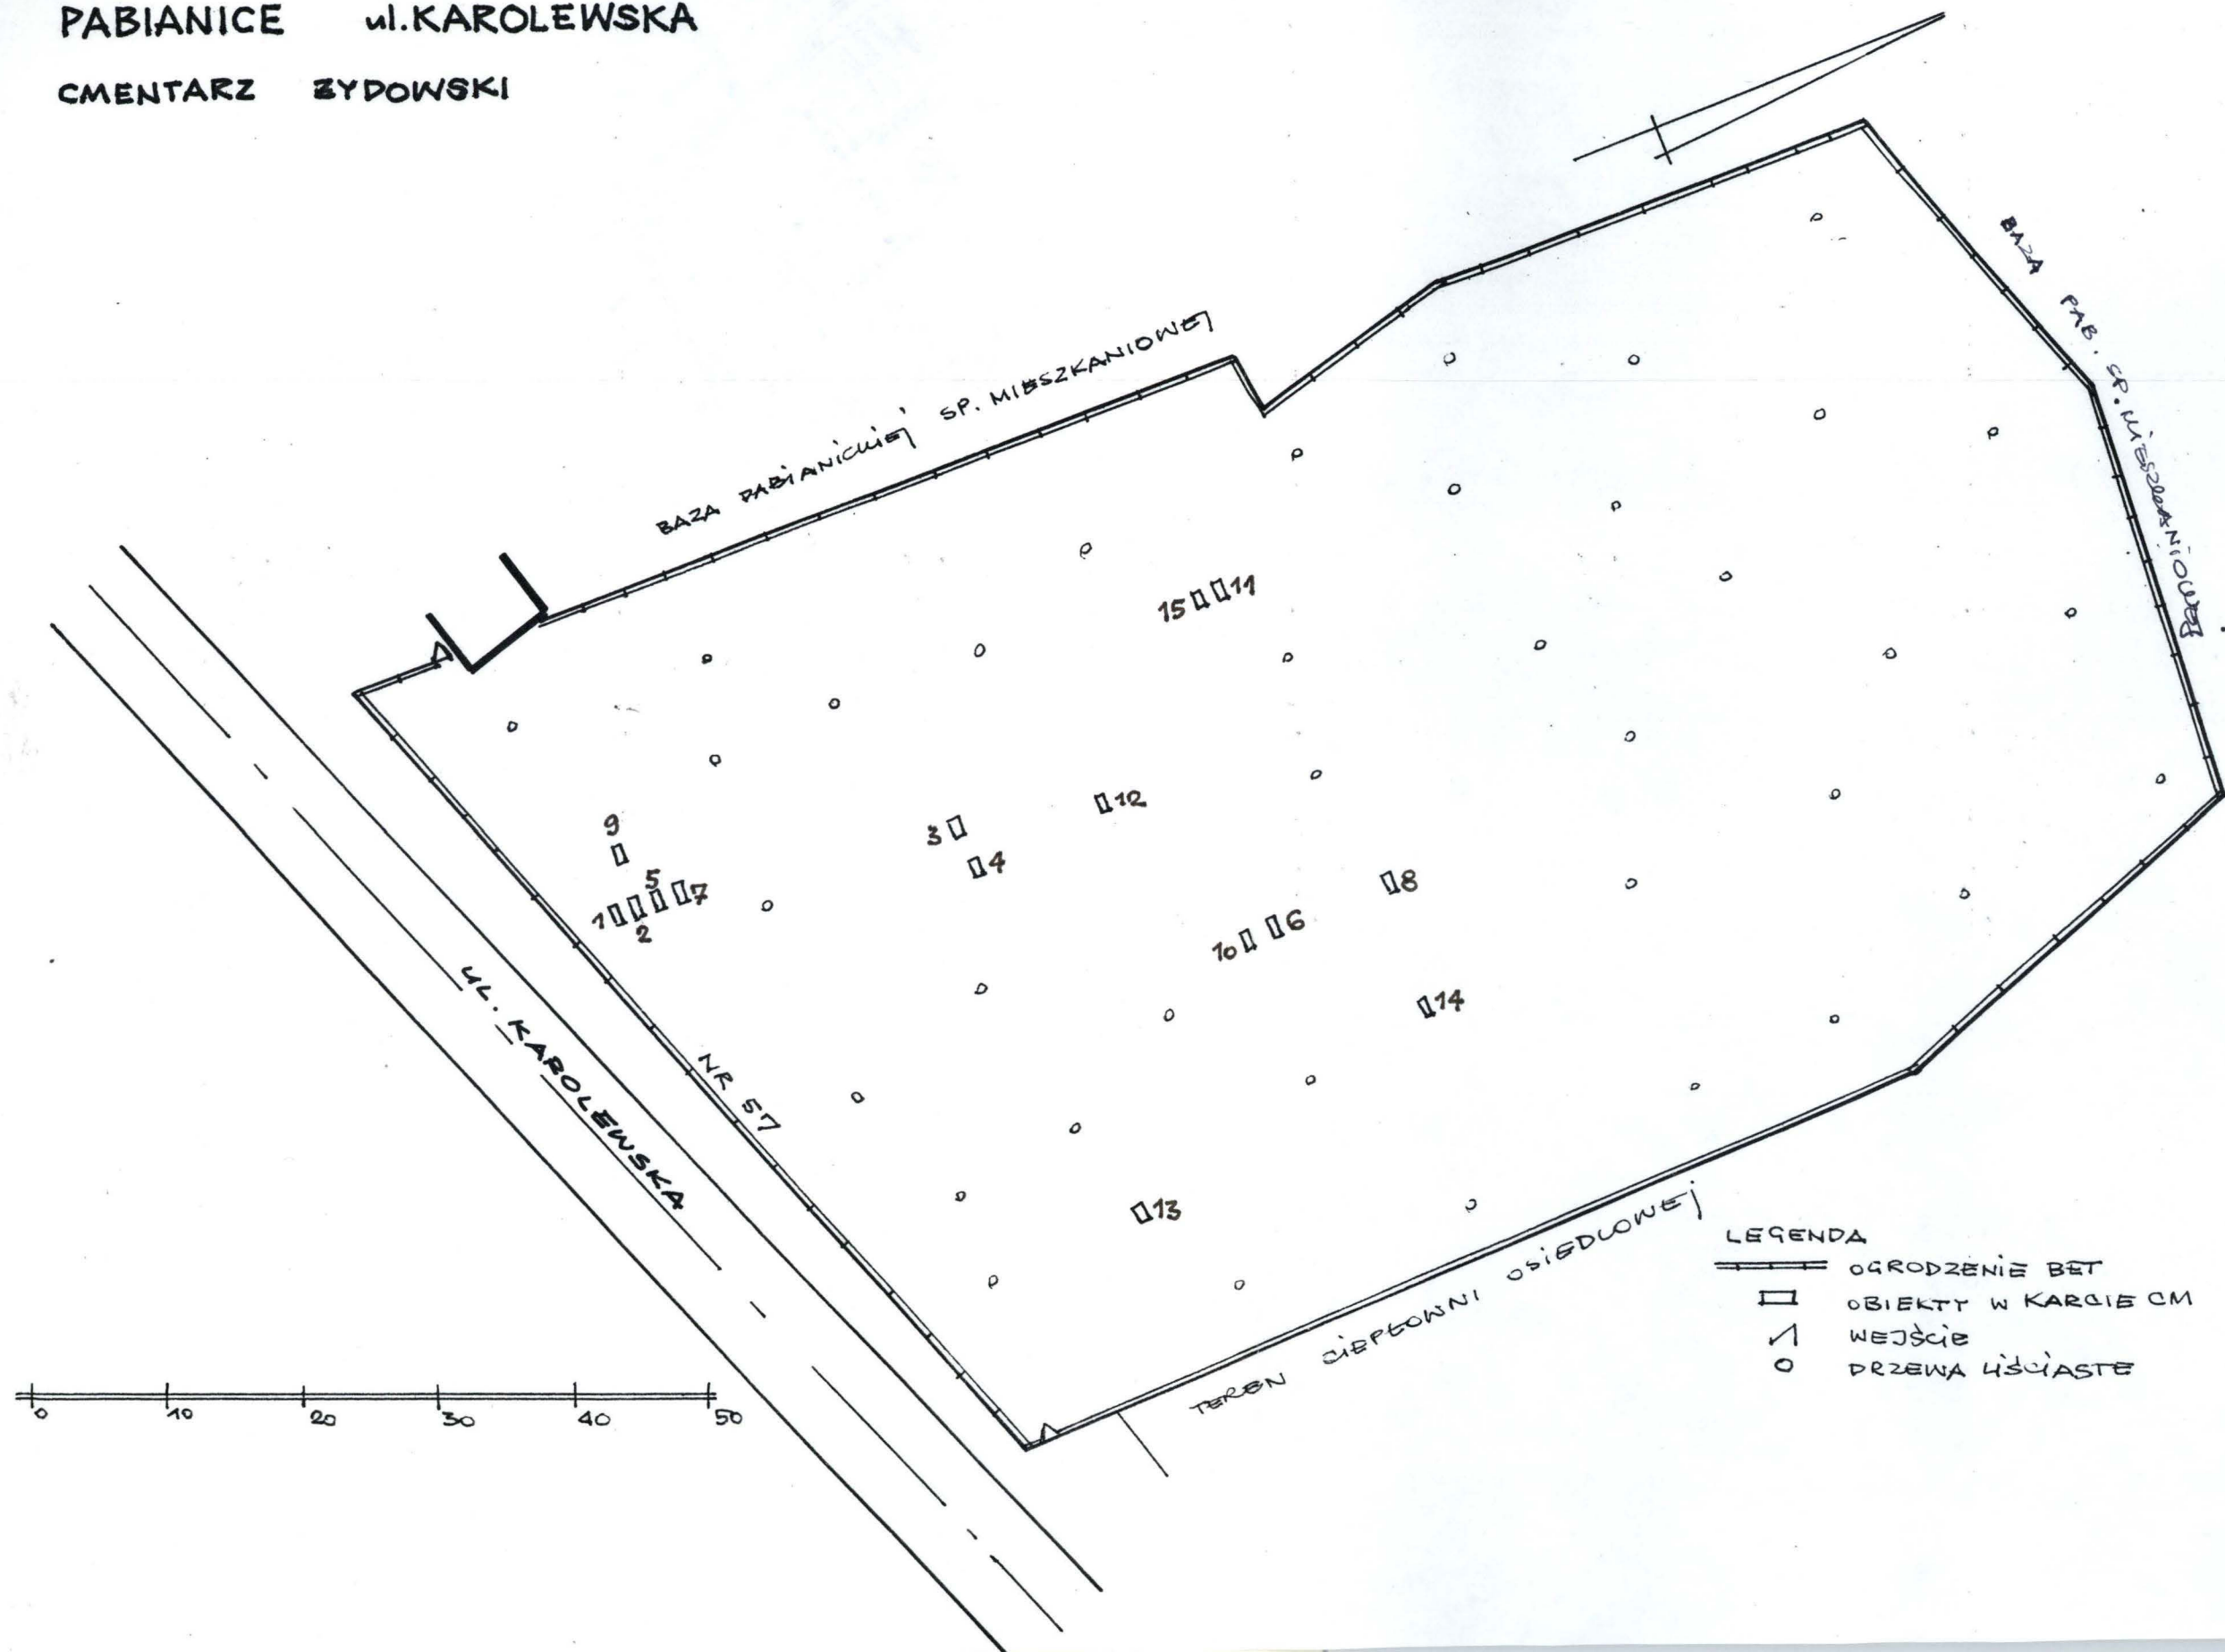 PABIANICE ul. KAROLEWSKA
CMENTARZ ZYDOWSKI
BAZA PABIANICKIEJ SP. MIESZKANIOWEJ
BAZA PAB. SP. MIESZKANIOWEJ
15 11
12
3
4
9
5
1 7
2
8
10 6
14
13
UL. KAROLEWSKA
NR 57
TEREN CIEPŁOWNI OSIEDLOWEJ
LEGENDA
OGRODZENIE BET
OBIEKTY W KARCIE CM
WEJŚCIE
DRZEWA LIŚCIASTE
0 10 20 30 40 50